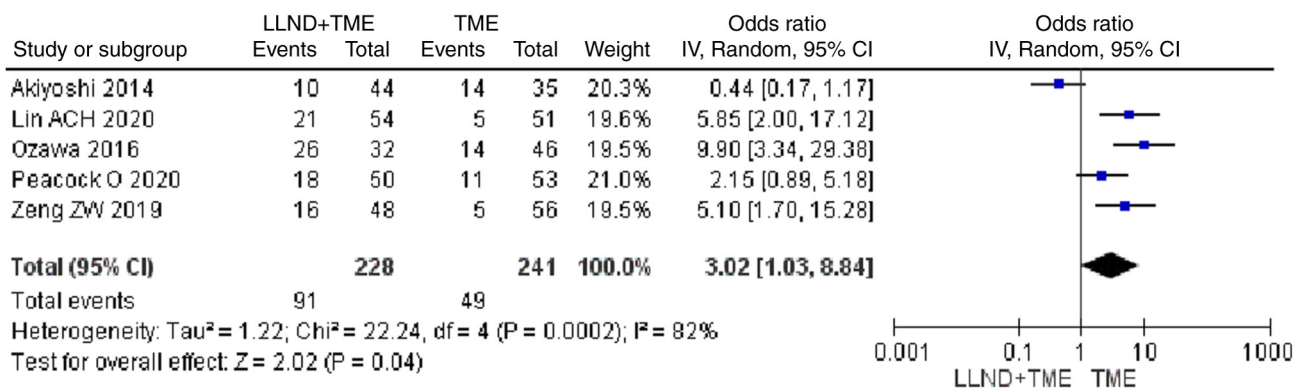 LLND+TME TME Odds ratio Odds ratio
Study or subgroup Events Total Events Total Weight IV, Random, 95% CI IV, Random, 95% CI
Akiyoshi 2014 10 44 14 35 20.3% 0.44 [0.17, 1.17]
Lin ACH 2020 21 54 5 51 19.6% 5.85 [2.00, 17.12]
Ozawa 2016 26 32 14 46 19.5% 9.90 [3.34, 29.38]
Peacock O 2020 18 50 11 53 21.0% 2.15 [0.89, 5.18]
Zeng ZW 2019 16 48 5 56 19.5% 5.10 [1.70, 15.28]
Total (95% CI) 228 241 100.0% 3.02 [1.03, 8.84]
Total events 91 49
Heterogeneity: Tau² = 1.22; Chi² = 22.24, df = 4 (P = 0.0002); I² = 82%
Test for overall effect: Z = 2.02 (P = 0.04)
0.001 0.1 1 10 1000
LLND+TME TME